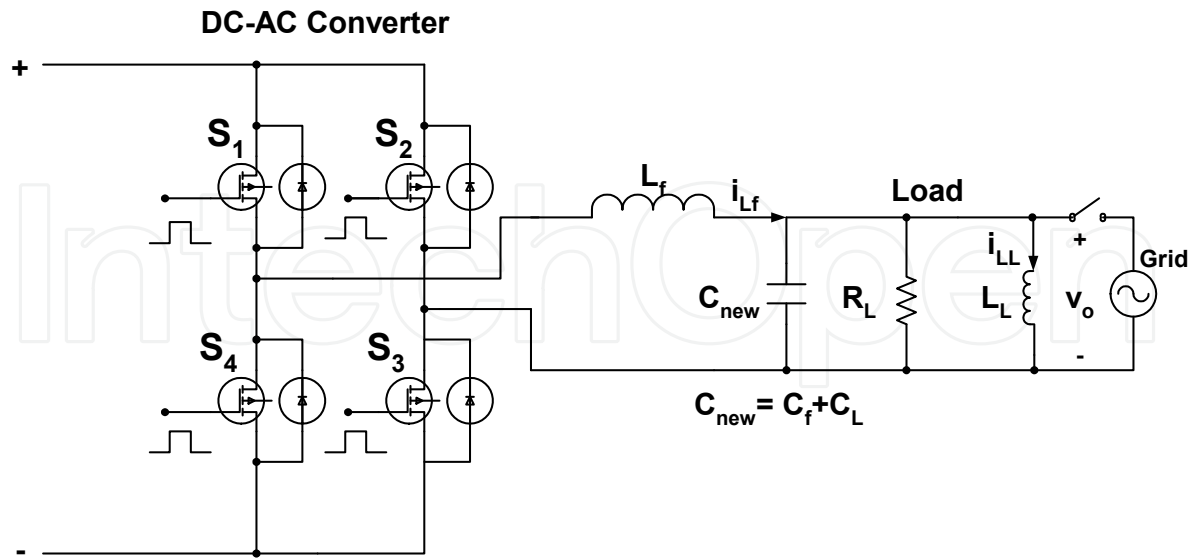 DC-AC Converter
+
S1
S2
Lf
iLf
Load
iLL
+
Grid
Cnew
RL
LL
vo
-
S4
S3
Cnew= Cf+CL
-
IntechOpen